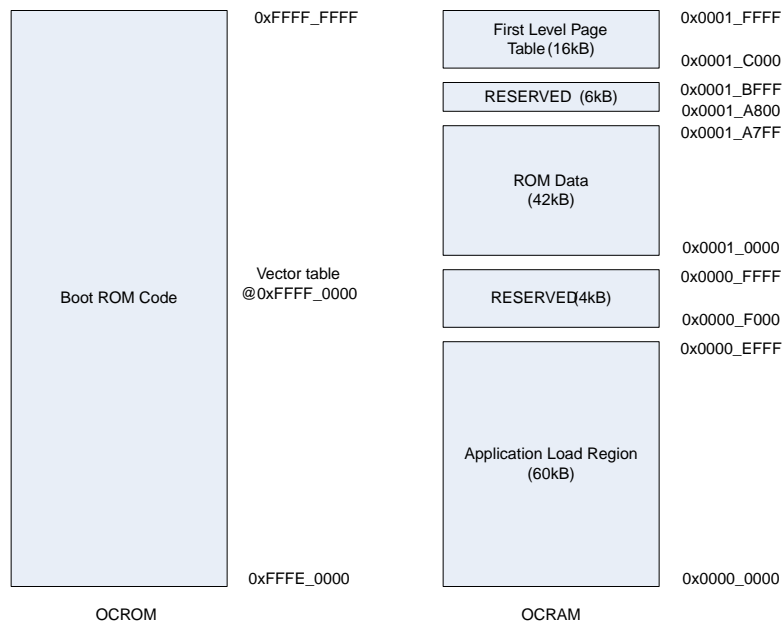 0xFFFF_FFFF
Boot ROM Code
Vector table
@0xFFFF_0000
0xFFFE_0000
OCROM
First Level Page
Table (16kB)
0x0001_FFFF
0x0001_C000
RESERVED (6kB)
0x0001_BFFF
0x0001_A800
ROM Data
(42kB)
0x0001_A7FF
0x0001_0000
RESERVED(4kB)
0x0000_FFFF
0x0000_F000
Application Load Region
(60kB)
0x0000_EFFF
0x0000_0000
OCRAM